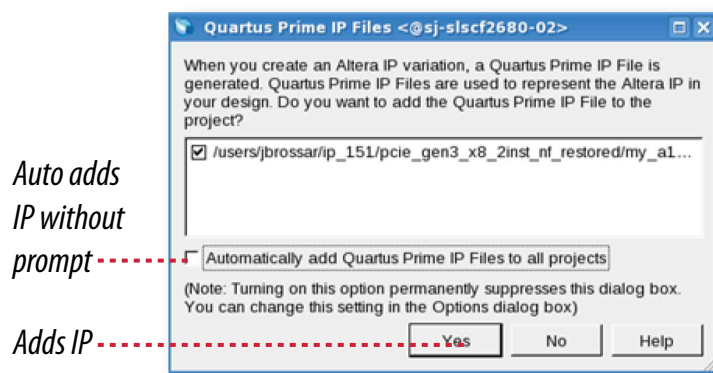 Quartus Prime IP Files <@sj-slscf2680-02>
When you create an Altera IP variation, a Quartus Prime IP File is
generated. Quartus Prime IP Files are used to represent the Altera IP in
your design. Do you want to add the Quartus Prime IP File to the
project?
/users/jbrossar/ip_151/pcie_gen3_x8_2inst_nf_restored/my_a1...
Auto adds
IP without
prompt
Automatically add Quartus Prime IP Files to all projects
(Note: Turning on this option permanently suppresses this dialog box.
You can change this setting in the Options dialog box)
Adds IP
Yes No Help